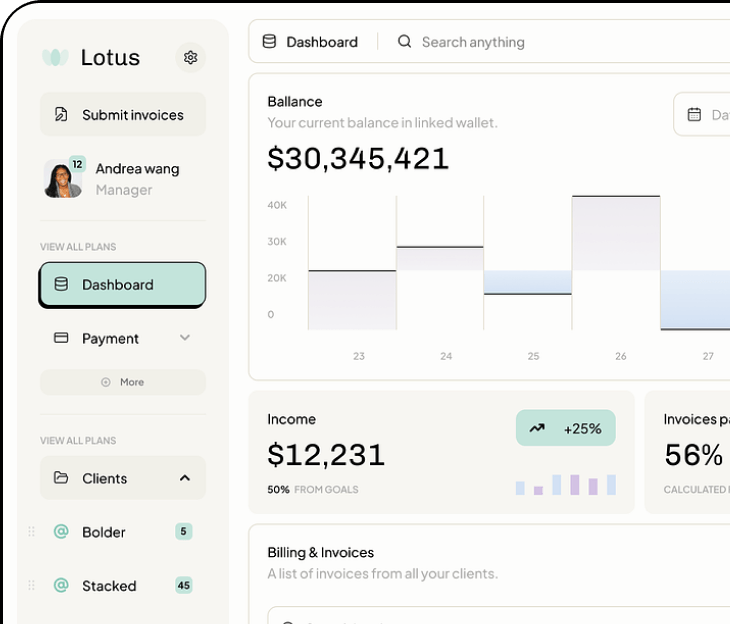 Lotus
Submit invoices
12
Andrea wang
Manager
VIEW ALL PLANS
Dashboard
Payment
More
VIEW ALL PLANS
Clients
Bolder 5
Stacked 45
Dashboard Search anything
Ballance
Your current balance in linked wallet.
Da
$30,345,421
40K
30K
20K
0
23 24 25 26 27
Income
+25%
$12,231
50% FROM GOALS
Invoices pa
56%
CALCULATED
Billing & Invoices
A list of invoices from all your clients.